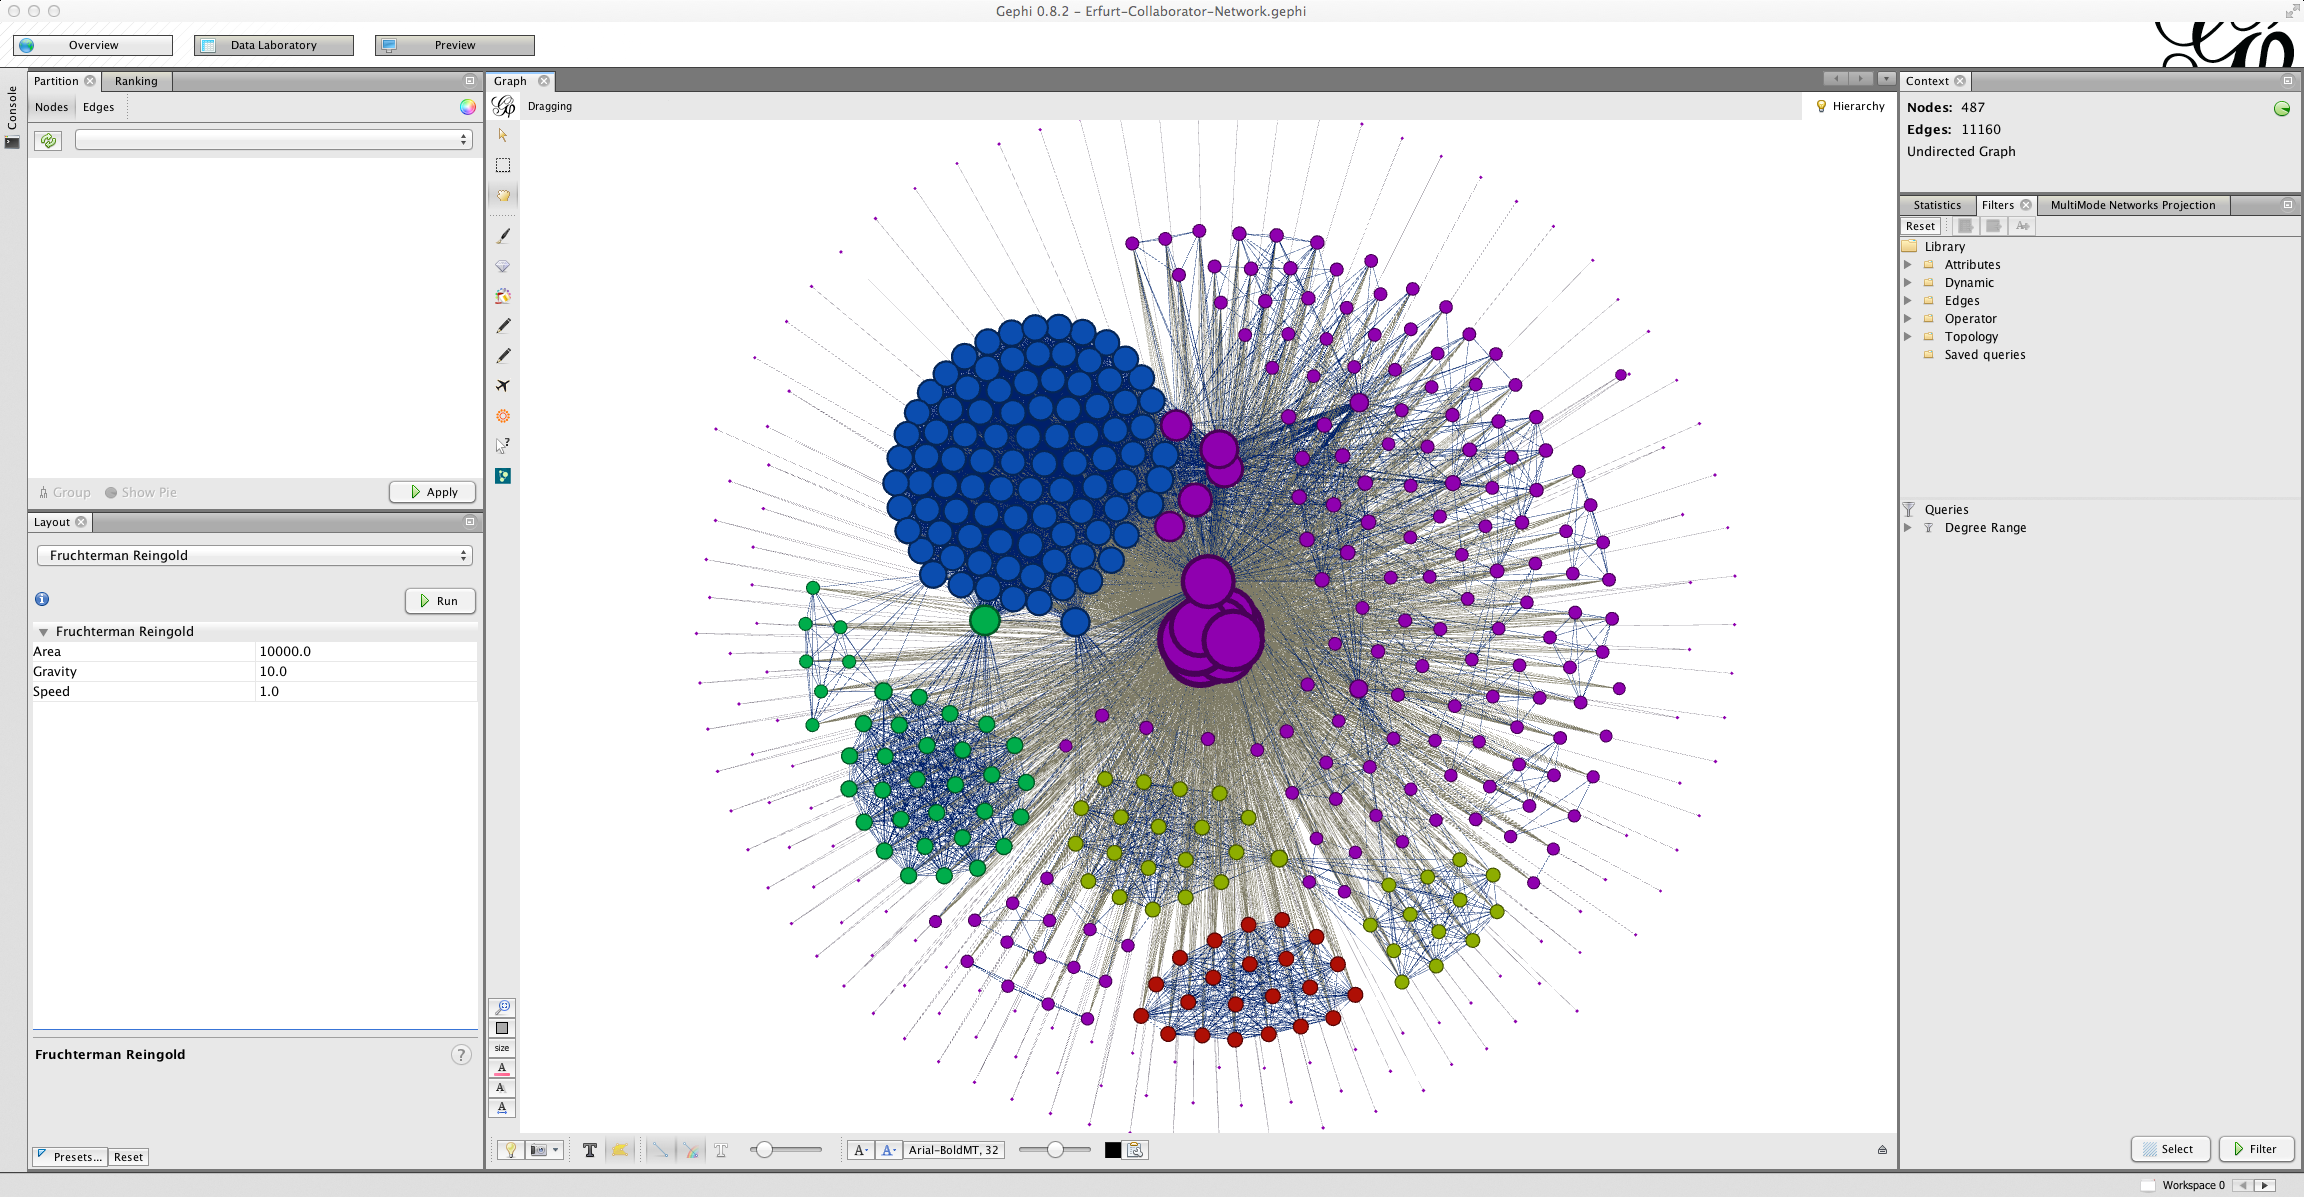 Gephi 0.8.2 - Erfurt-Collaborator-Network.gephi
Overview
Data Laboratory
Preview
Console
Partition
Ranking
Nodes
Edges
Group
Show Pie
Apply
Layout
Fruchterman Reingold
Run
Fruchterman Reingold
Area 10000.0
Gravity 10.0
Speed 1.0
Fruchterman Reingold
?
Presets...
Reset
Graph
Dragging
Hierarchy
size
A
A
A
T
T
A
A
Arial-BoldMT, 32
Context
Nodes: 487
Edges: 11160
Undirected Graph
Statistics
Filters
MultiMode Networks Projection
Reset
Library
Attributes
Dynamic
Edges
Operator
Topology
Saved queries
Queries
Degree Range
Select
Filter
Workspace 0